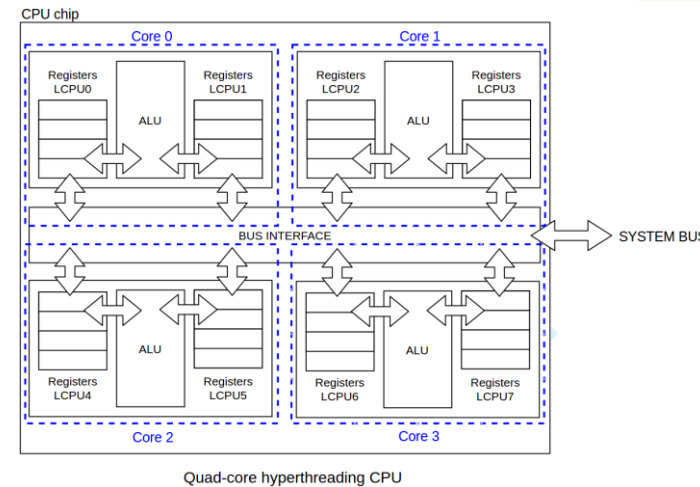 CPU chip
Core 0
Core 1
Registers
LCPU0
ALU
Registers
LCPU1
Registers
LCPU2
ALU
Registers
LCPU3
BUS INTERFACE
SYSTEM BUS
Registers
LCPU4
ALU
Registers
LCPU5
Registers
LCPU6
ALU
Registers
LCPU7
Core 2
Core 3
Quad-core hyperthreading CPU